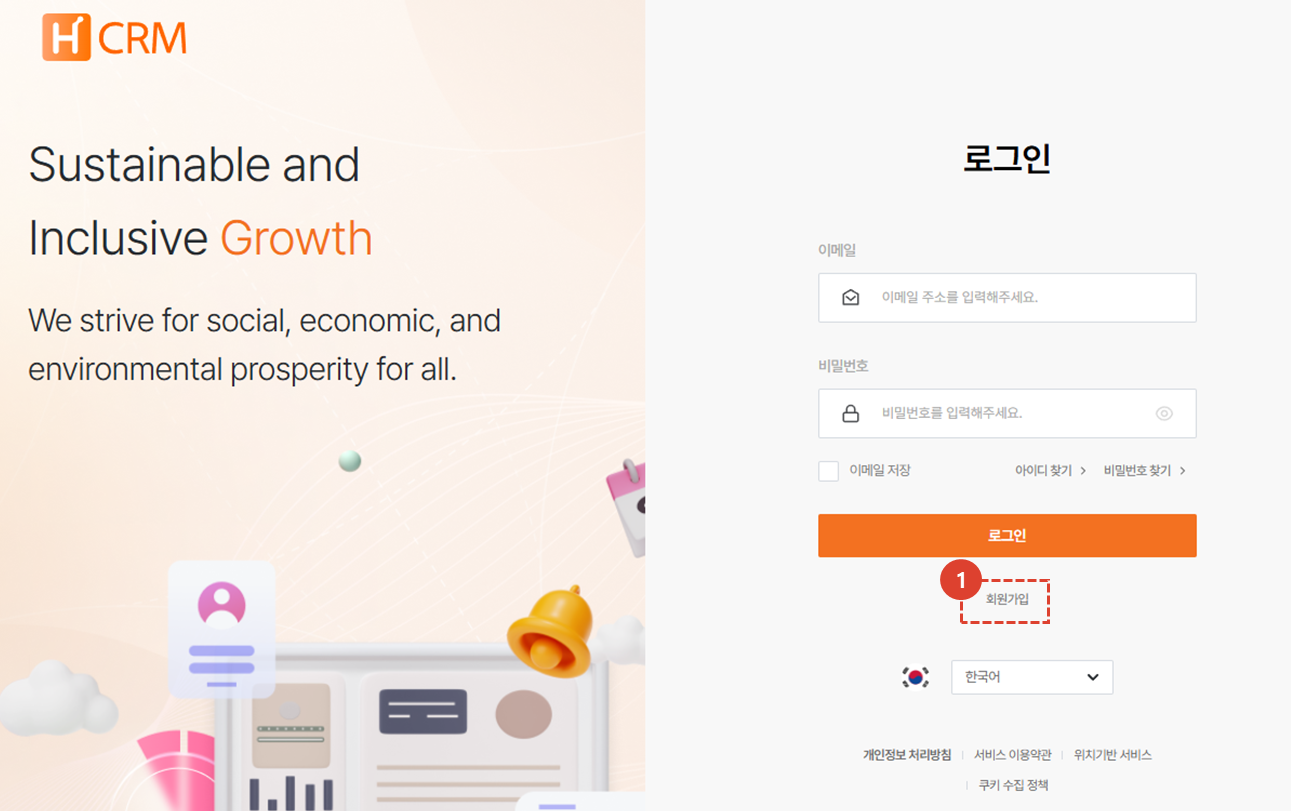 H CRM
Sustainable and
Inclusive Growth
We strive for social, economic, and
environmental prosperity for all.
로그인
이메일
이메일 주소를 입력해주세요.
비밀번호
비밀번호를 입력해주세요.
이메일 저장
아이디 찾기 >
비밀번호 찾기 >
로그인
1
회원가입
한국어
개인정보 처리방침 | 서비스 이용약관 | 위치기반 서비스
| 쿠키 수집 정책